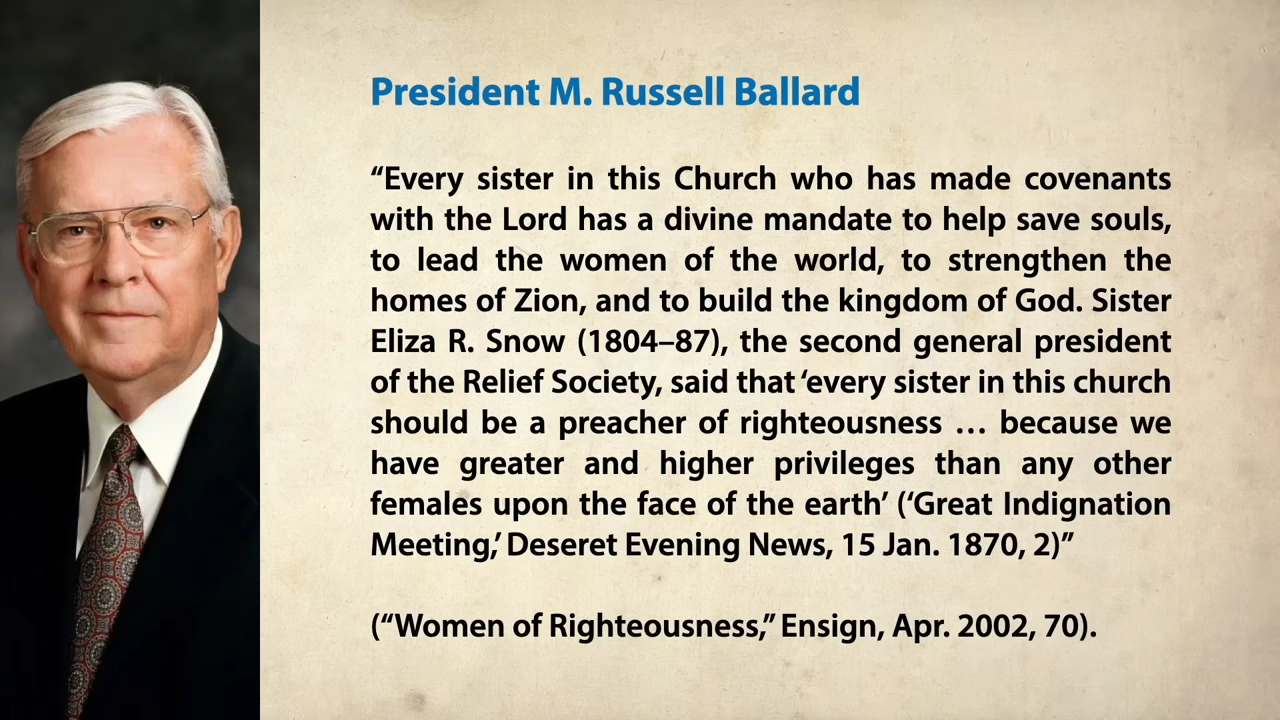 President M. Russell Ballard
“Every sister in this Church who has made covenants
with the Lord has a divine mandate to help save souls,
to lead the women of the world, to strengthen the
homes of Zion, and to build the kingdom of God. Sister
Eliza R. Snow (1804–87), the second general president
of the Relief Society, said that ‘every sister in this church
should be a preacher of righteousness … because we
have greater and higher privileges than any other
females upon the face of the earth’ (‘Great Indignation
Meeting,’ Deseret Evening News, 15 Jan. 1870, 2)”
(“Women of Righteousness,” Ensign, Apr. 2002, 70).